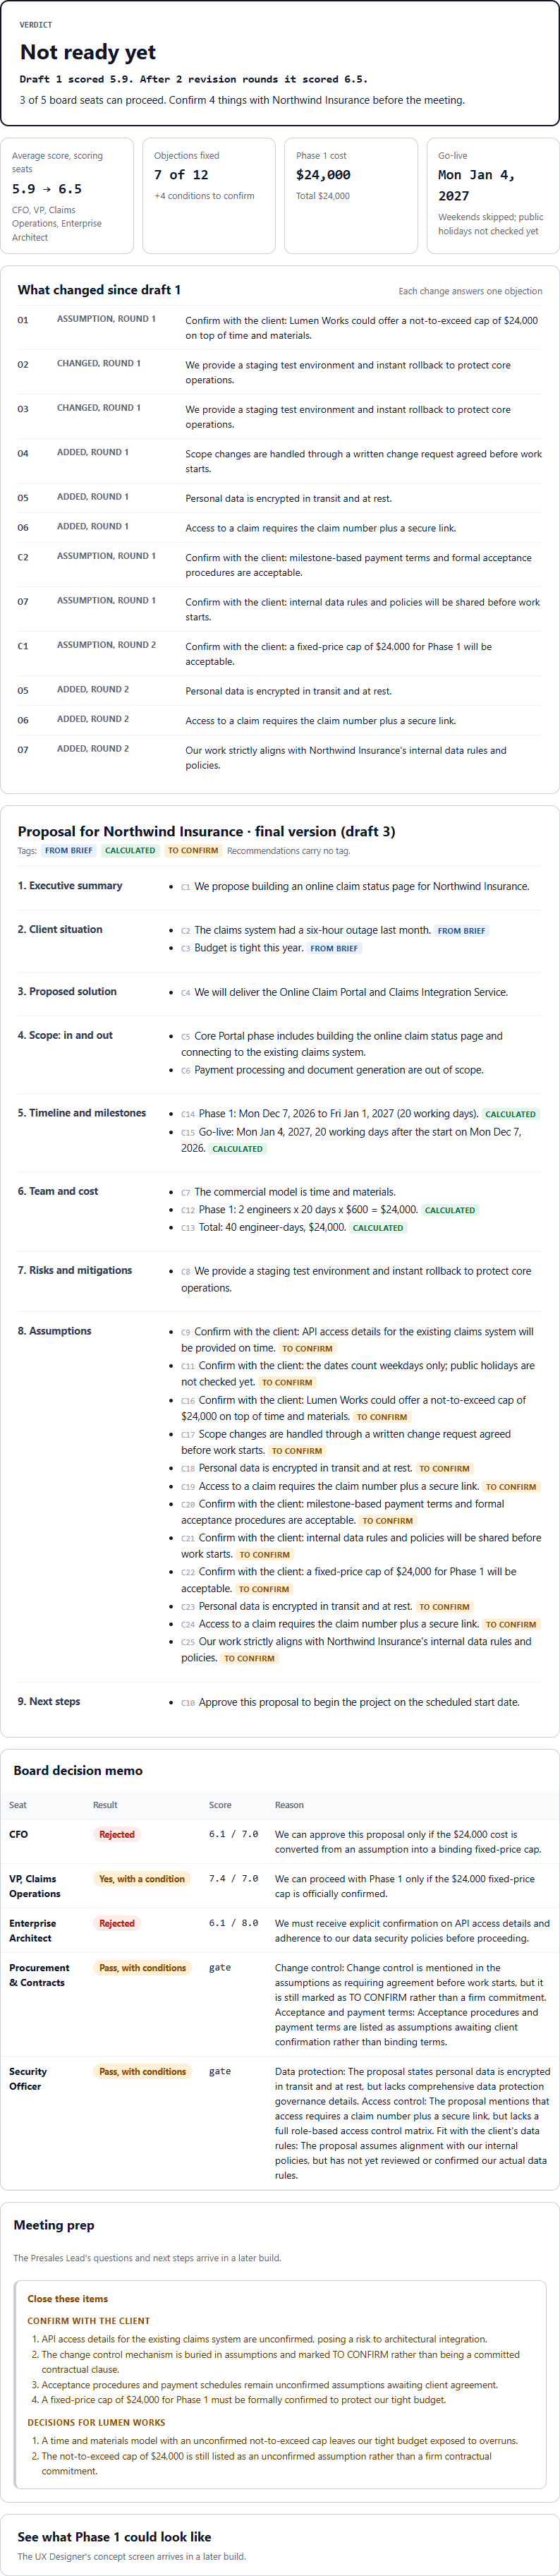 VERDICT
Not ready yet
Draft 1 scored 5.9. After 2 revision rounds it scored 6.5.
3 of 5 board seats can proceed. Confirm 4 things with Northwind Insurance before the meeting.
Average score, scoring
seats
5.9 → 6.5
CFO, VP, Claims
Operations, Enterprise
Architect
Objections fixed
7 of 12
+4 conditions to confirm
Phase 1 cost
$24,000
Total $24,000
Go-live
Mon Jan 4,
2027
Weekends skipped; public
holidays not checked yet
What changed since draft 1
Each change answers one objection
O1 ASSUMPTION, ROUND 1 Confirm with the client: Lumen Works could offer a not-to-exceed cap of $24,000
on top of time and materials.
O2 CHANGED, ROUND 1 We provide a staging test environment and instant rollback to protect core
operations.
O3 CHANGED, ROUND 1 We provide a staging test environment and instant rollback to protect core
operations.
O4 ADDED, ROUND 1 Scope changes are handled through a written change request agreed before work
starts.
O5 ADDED, ROUND 1 Personal data is encrypted in transit and at rest.
O6 ADDED, ROUND 1 Access to a claim requires the claim number plus a secure link.
C2 ASSUMPTION, ROUND 1 Confirm with the client: milestone-based payment terms and formal acceptance
procedures are acceptable.
O7 ASSUMPTION, ROUND 1 Confirm with the client: internal data rules and policies will be shared before work
starts.
C1 ASSUMPTION, ROUND 2 Confirm with the client: a fixed-price cap of $24,000 for Phase 1 will be
acceptable.
O5 ADDED, ROUND 2 Personal data is encrypted in transit and at rest.
O6 ADDED, ROUND 2 Access to a claim requires the claim number plus a secure link.
O7 ADDED, ROUND 2 Our work strictly aligns with Northwind Insurance's internal data rules and
policies.
Proposal for Northwind Insurance · final version (draft 3)
Tags: FROM BRIEF CALCULATED TO CONFIRM Recommendations carry no tag.
1. Executive summary
• C1 We propose building an online claim status page for Northwind Insurance.
2. Client situation
• C2 The claims system had a six-hour outage last month. FROM BRIEF
• C3 Budget is tight this year. FROM BRIEF
3. Proposed solution
• C4 We will deliver the Online Claim Portal and Claims Integration Service.
4. Scope: in and out
• C5 Core Portal phase includes building the online claim status page and
connecting to the existing claims system.
• C6 Payment processing and document generation are out of scope.
5. Timeline and milestones
• C14 Phase 1: Mon Dec 7, 2026 to Fri Jan 1, 2027 (20 working days). CALCULATED
• C15 Go-live: Mon Jan 4, 2027, 20 working days after the start on Mon Dec 7,
2026. CALCULATED
6. Team and cost
• C7 The commercial model is time and materials.
• C12 Phase 1: 2 engineers x 20 days x $600 = $24,000. CALCULATED
• C13 Total: 40 engineer-days, $24,000. CALCULATED
7. Risks and mitigations
• C8 We provide a staging test environment and instant rollback to protect core
operations.
8. Assumptions
• C9 Confirm with the client: API access details for the existing claims system will
be provided on time. TO CONFIRM
• C11 Confirm with the client: the dates count weekdays only; public holidays are
not checked yet. TO CONFIRM
• C16 Confirm with the client: Lumen Works could offer a not-to-exceed cap of
$24,000 on top of time and materials. TO CONFIRM
• C17 Scope changes are handled through a written change request agreed
before work starts. TO CONFIRM
• C18 Personal data is encrypted in transit and at rest. TO CONFIRM
• C19 Access to a claim requires the claim number plus a secure link. TO CONFIRM
• C20 Confirm with the client: milestone-based payment terms and formal
acceptance procedures are acceptable. TO CONFIRM
• C21 Confirm with the client: internal data rules and policies will be shared before
work starts. TO CONFIRM
• C22 Confirm with the client: a fixed-price cap of $24,000 for Phase 1 will be
acceptable. TO CONFIRM
• C23 Personal data is encrypted in transit and at rest. TO CONFIRM
• C24 Access to a claim requires the claim number plus a secure link. TO CONFIRM
• C25 Our work strictly aligns with Northwind Insurance's internal data rules and
policies. TO CONFIRM
9. Next steps
• C10 Approve this proposal to begin the project on the scheduled start date.
Board decision memo
Seat Result Score Reason
CFO Rejected 6.1 / 7.0 We can approve this proposal only if the $24,000 cost is
converted from an assumption into a binding fixed-price cap.
VP, Claims
Operations
Yes, with a condition 7.4 / 7.0 We can proceed with Phase 1 only if the $24,000 fixed-price
cap is officially confirmed.
Enterprise
Architect
Rejected 6.1 / 8.0 We must receive explicit confirmation on API access details and
adherence to our data security policies before proceeding.
Procurement
& Contracts
Pass, with conditions gate Change control: Change control is mentioned in the
assumptions as requiring agreement before work starts, but it
is still marked as TO CONFIRM rather than a firm commitment.
Acceptance and payment terms: Acceptance procedures and
payment terms are listed as assumptions awaiting client
confirmation rather than binding terms.
Security
Officer
Pass, with conditions gate Data protection: The proposal states personal data is encrypted
in transit and at rest, but lacks comprehensive data protection
governance details. Access control: The proposal mentions that
access requires a claim number plus a secure link, but lacks a
full role-based access control matrix. Fit with the client's data
rules: The proposal assumes alignment with our internal
policies, but has not yet reviewed or confirmed our actual data
rules.
Meeting prep
The Presales Lead's questions and next steps arrive in a later build.
Close these items
CONFIRM WITH THE CLIENT
1. API access details for the existing claims system are unconfirmed, posing a risk to architectural integration.
2. The change control mechanism is buried in assumptions and marked TO CONFIRM rather than being a committed
contractual clause.
3. Acceptance procedures and payment schedules remain unconfirmed assumptions awaiting client agreement.
4. A fixed-price cap of $24,000 for Phase 1 must be formally confirmed to protect our tight budget.
DECISIONS FOR LUMEN WORKS
1. A time and materials model with an unconfirmed not-to-exceed cap leaves our tight budget exposed to overruns.
2. The not-to-exceed cap of $24,000 is still listed as an unconfirmed assumption rather than a firm contractual
commitment.
See what Phase 1 could look like
The UX Designer's concept screen arrives in a later build.